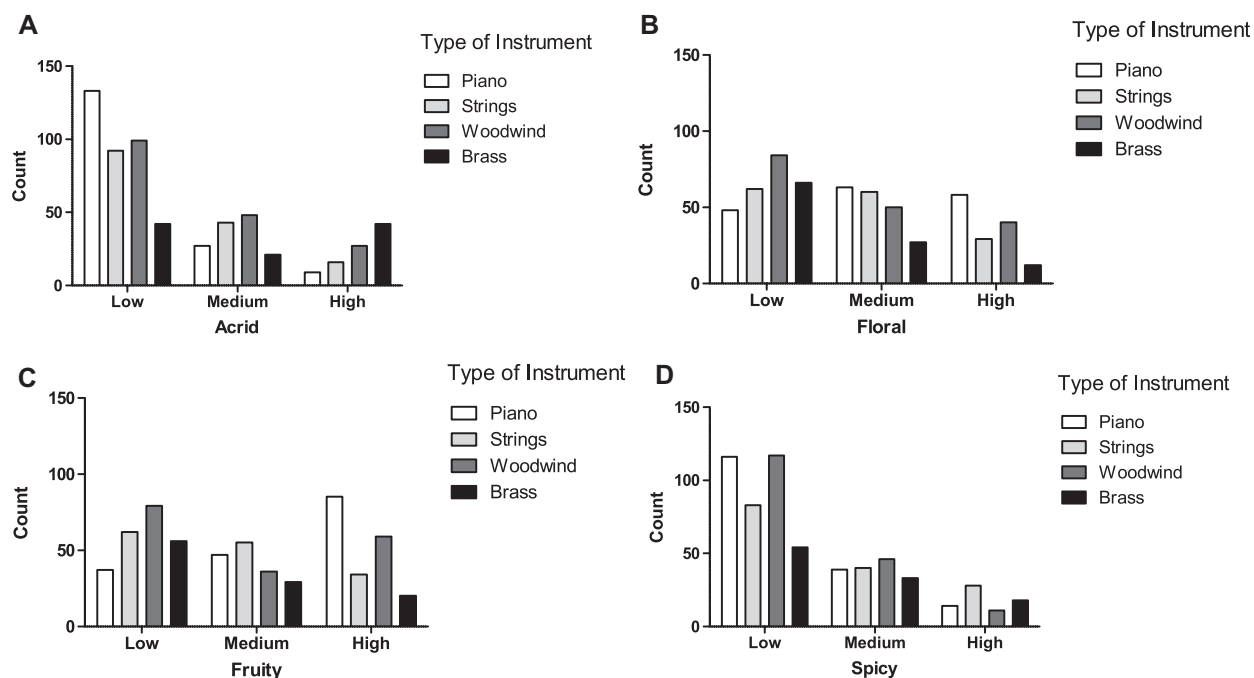 A
Type of Instrument
Piano
Strings
Woodwind
Brass
150
100
50
0
Count
Low Medium High
Acrid
B
Type of Instrument
Piano
Strings
Woodwind
Brass
150
100
50
0
Count
Low Medium High
Floral
C
Type of Instrument
Piano
Strings
Woodwind
Brass
150
100
50
0
Count
Low Medium High
Fruity
D
Type of Instrument
Piano
Strings
Woodwind
Brass
150
100
50
0
Count
Low Medium High
Spicy